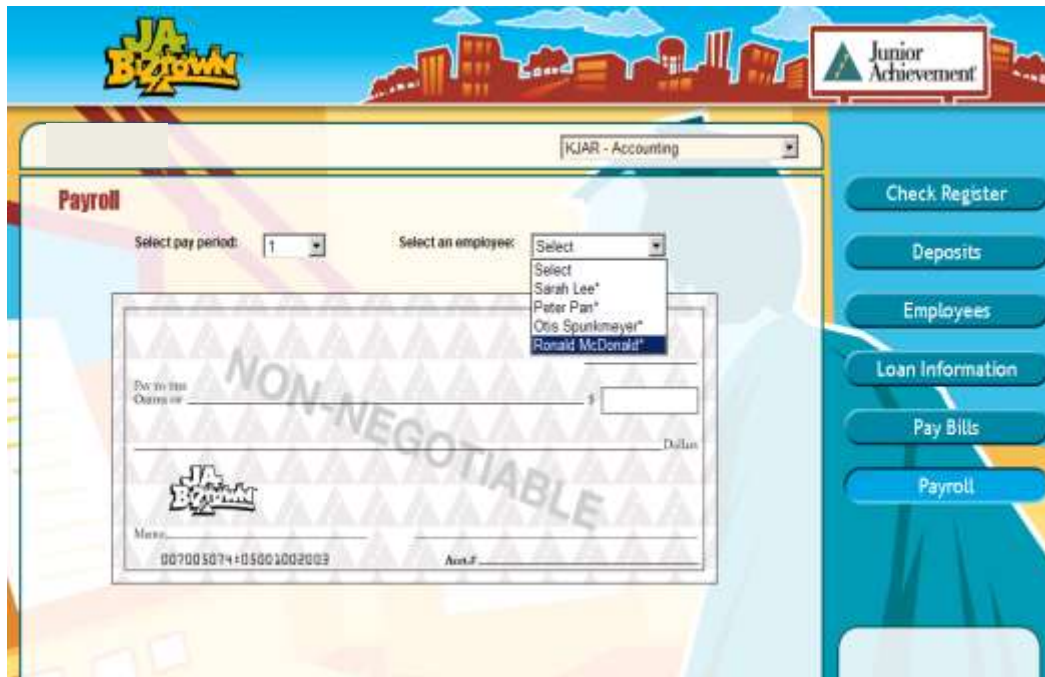 JA
BIZTOWN
Junior
Achievement
KJAR - Accounting
Payroll
Select pay period:
1
Select an employee:
Select
Select
Sarah Lee*
Peter Pan*
Otis Spunkmeyer*
Ronald McDonald*
PAY TO THE
ORDER OF
$
NON-NEGOTIABLE
Dollars
JA
BIZTOWN
Memo
007005074:05001002003
Acct.#
Check Register
Deposits
Employees
Loan Information
Pay Bills
Payroll